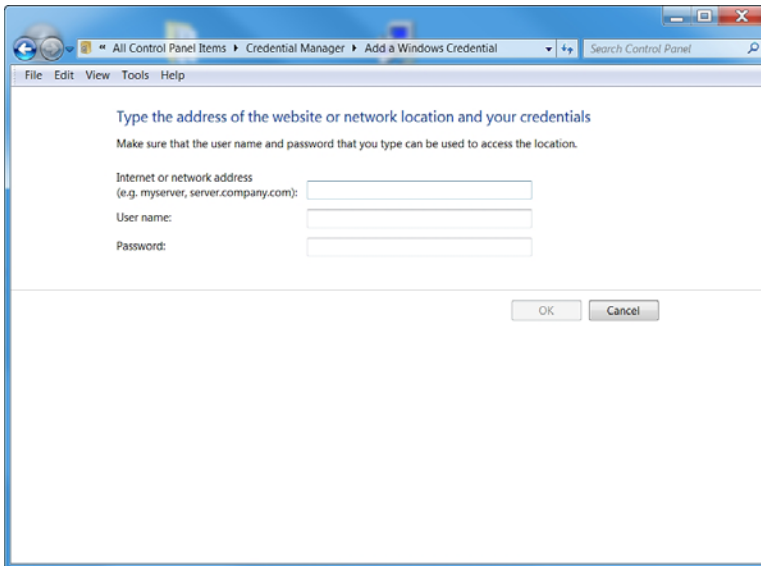 « All Control Panel Items ▸ Credential Manager ▸ Add a Windows Credential Search Control Panel
File Edit View Tools Help
Type the address of the website or network location and your credentials
Make sure that the user name and password that you type can be used to access the location.
Internet or network address
(e.g. myserver, server.company.com):
User name:
Password:
OK Cancel